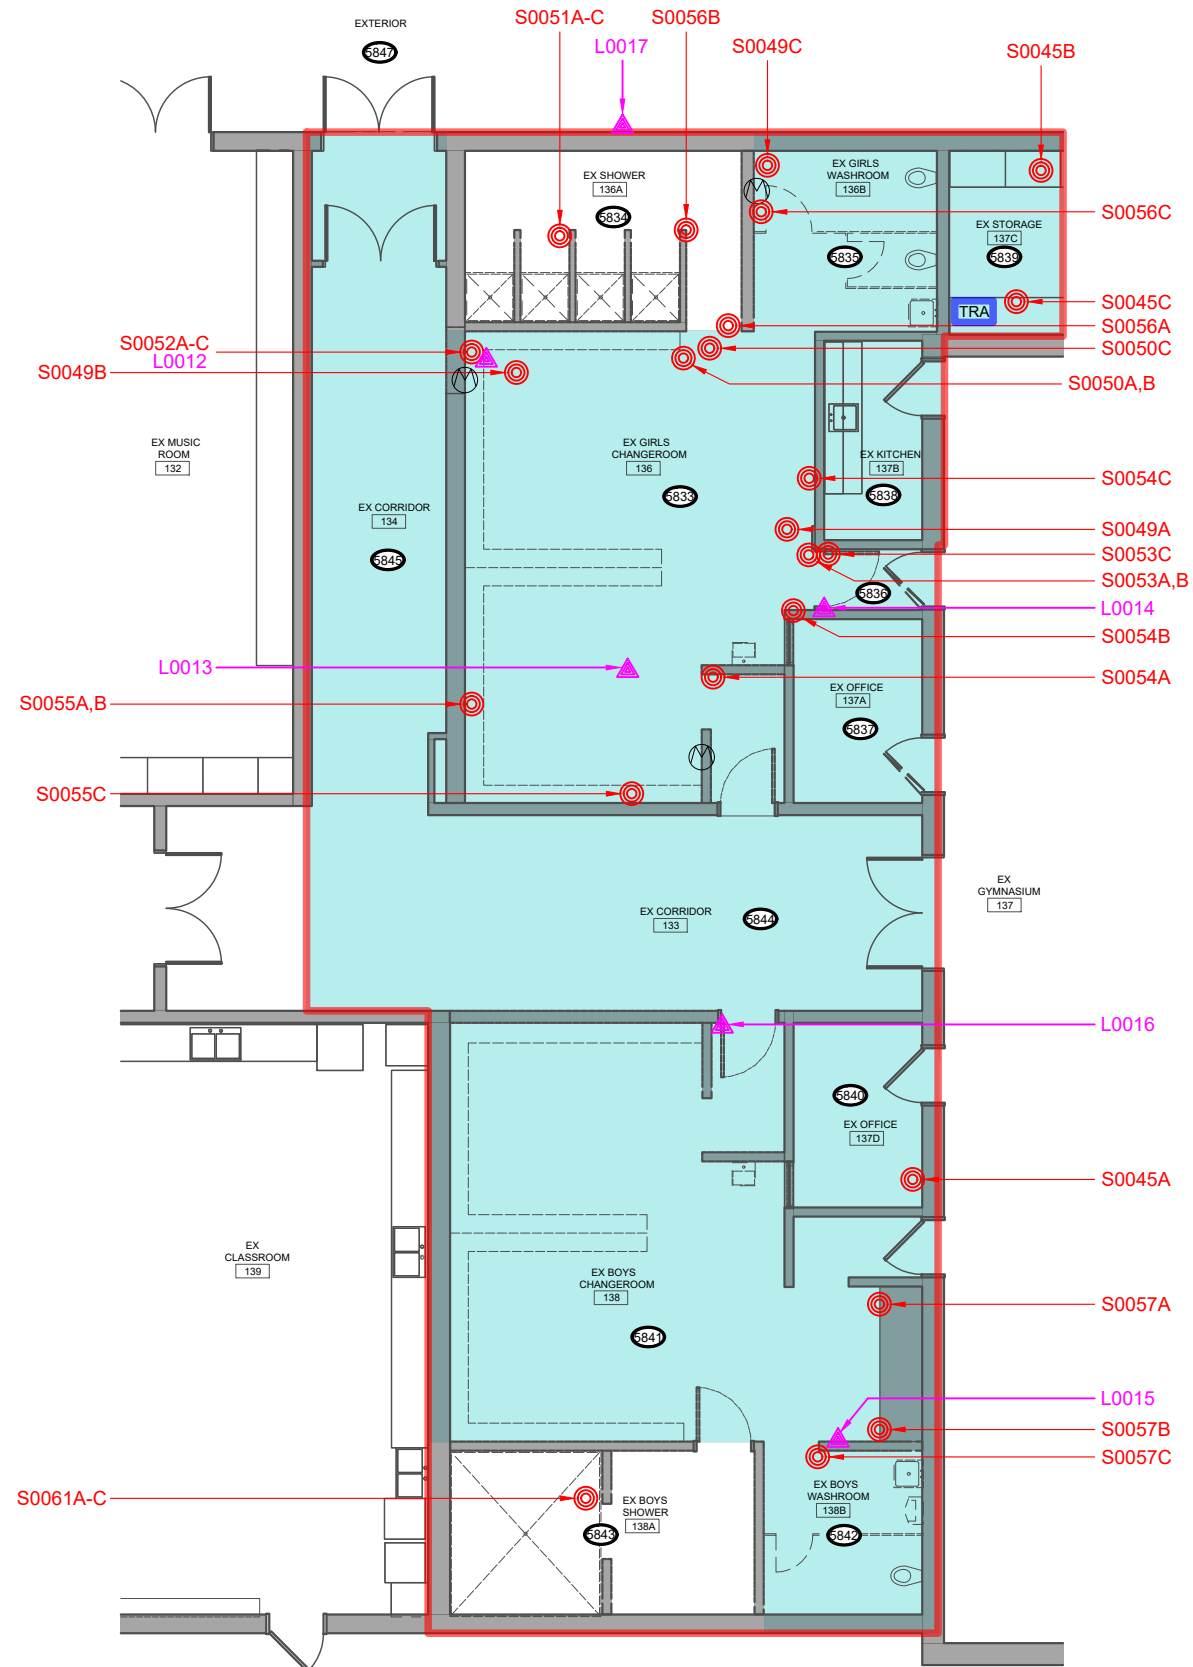 S0051A-C
S0056B
EXTERIOR
5847
L0017
S0049C
S0045B
EX SHOWER
136A
5834
EX GIRLS
WASHROOM
136B
5835
S0056C
EX STORAGE
137C
5839
TRA
S0045C
S0056A
S0052A-C
L0012
S0049B
S0050C
S0050A,B
EX MUSIC
ROOM
132
EX GIRLS
CHANGEROOM
136
5833
EX KITCHEN
137B
5838
S0054C
EX CORRIDOR
134
5845
S0049A
S0053C
S0053A,B
5836
L0014
S0054B
L0013
S0054A
S0055A,B
EX OFFICE
137A
5837
S0055C
EX
GYMNASIUM
137
EX CORRIDOR
133
5844
L0016
5840
EX OFFICE
137D
S0045A
EX
CLASSROOM
139
EX BOYS
CHANGEROOM
138
5841
S0057A
L0015
S0057B
S0057C
S0061A-C
EX BOYS
SHOWER
138A
5843
EX BOYS
WASHROOM
138B
5842